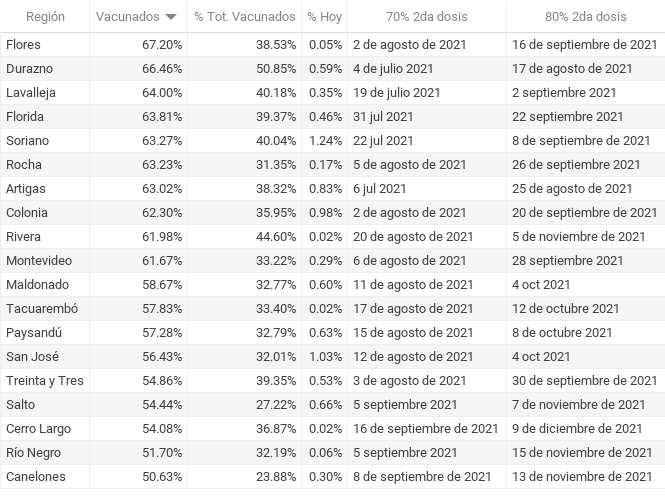 Región Vacunados % Tot. Vacunados % Hoy 70% 2da dosis 80% 2da dosis
Flores 67.20% 38.53% 0.05% 2 de agosto de 2021 16 de septiembre de 2021
Durazno 66.46% 50.85% 0.59% 4 de julio 2021 17 de agosto de 2021
Lavalleja 64.00% 40.18% 0.35% 19 de julio 2021 2 septiembre 2021
Florida 63.81% 39.37% 0.46% 31 jul 2021 22 septiembre 2021
Soriano 63.27% 40.04% 1.24% 22 jul 2021 8 de septiembre de 2021
Rocha 63.23% 31.35% 0.17% 5 de agosto de 2021 26 de septiembre 2021
Artigas 63.02% 38.32% 0.83% 6 jul 2021 25 de agosto de 2021
Colonia 62.30% 35.95% 0.98% 2 de agosto de 2021 20 de septiembre de 2021
Rivera 61.98% 44.60% 0.02% 20 de agosto de 2021 5 de noviembre de 2021
Montevideo 61.67% 33.22% 0.29% 6 de agosto de 2021 28 septiembre 2021
Maldonado 58.67% 32.77% 0.60% 11 de agosto de 2021 4 oct 2021
Tacuarembó 57.83% 33.40% 0.02% 17 de agosto de 2021 12 de octubre 2021
Paysandú 57.28% 32.79% 0.63% 15 de agosto de 2021 8 de octubre 2021
San José 56.43% 32.01% 1.03% 12 de agosto de 2021 4 oct 2021
Treinta y Tres 54.86% 39.35% 0.53% 3 de agosto de 2021 30 de septiembre de 2021
Salto 54.44% 27.22% 0.66% 5 septiembre 2021 7 de noviembre de 2021
Cerro Largo 54.08% 36.87% 0.02% 16 de septiembre de 2021 9 de diciembre de 2021
Río Negro 51.70% 32.19% 0.06% 5 septiembre 2021 15 de noviembre de 2021
Canelones 50.63% 23.88% 0.30% 8 de septiembre de 2021 13 de noviembre de 2021